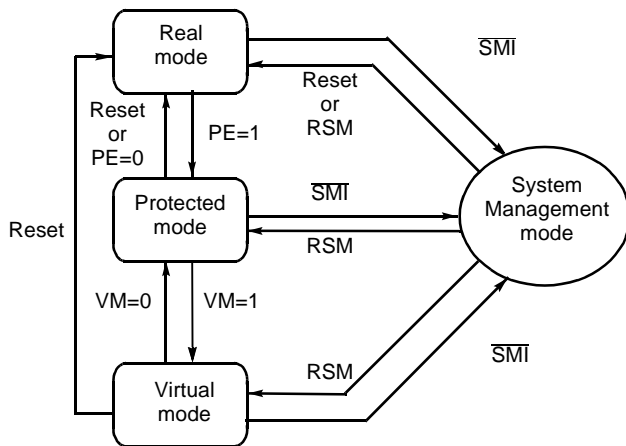 Real
mode
SMI
Reset
or
RSM
Reset
or
PE=0
PE=1
Protected
mode
SMI
RSM
System
Management
mode
Reset
VM=0
VM=1
SMI
RSM
Virtual
mode